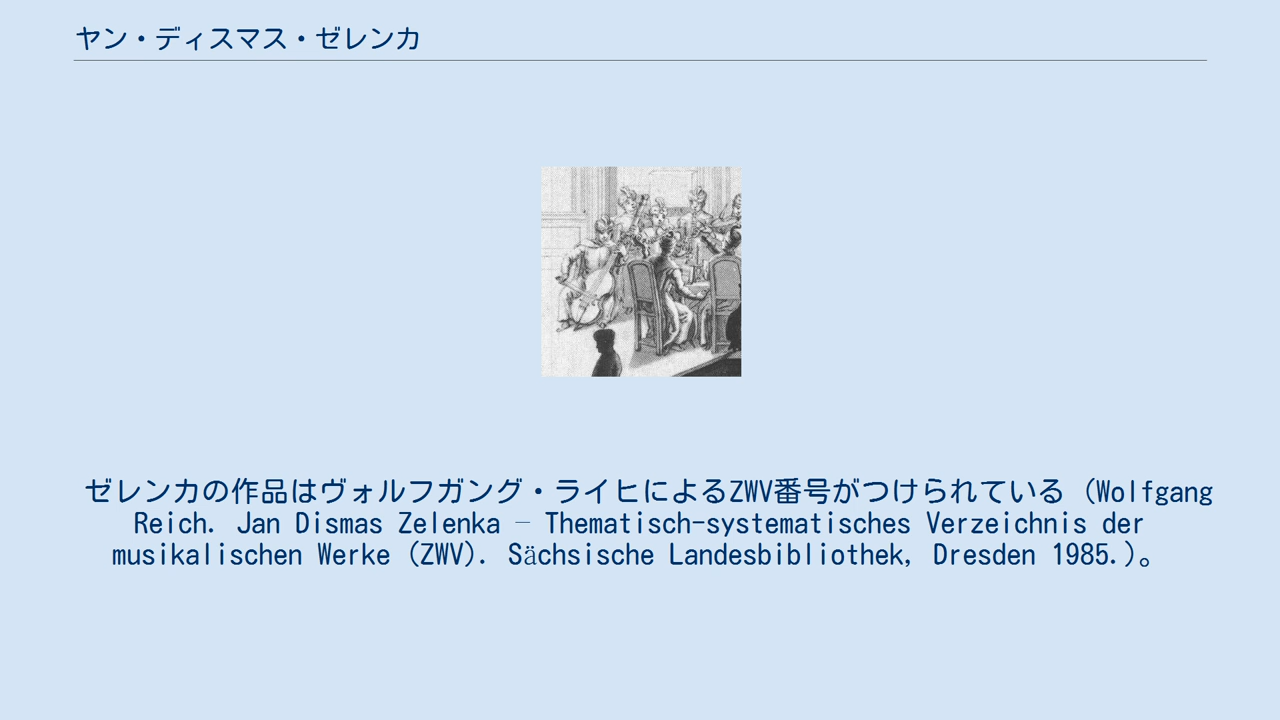 ヤン・ディスマス・ゼレンカ
ゼレンカの作品はヴォルフガング・ライヒによるZWV番号がつけられている (Wolfgang
Reich. Jan Dismas Zelenka – Thematisch-systematisches Verzeichnis der
musikalischen Werke (ZWV). Sächsische Landesbibliothek, Dresden 1985.)。